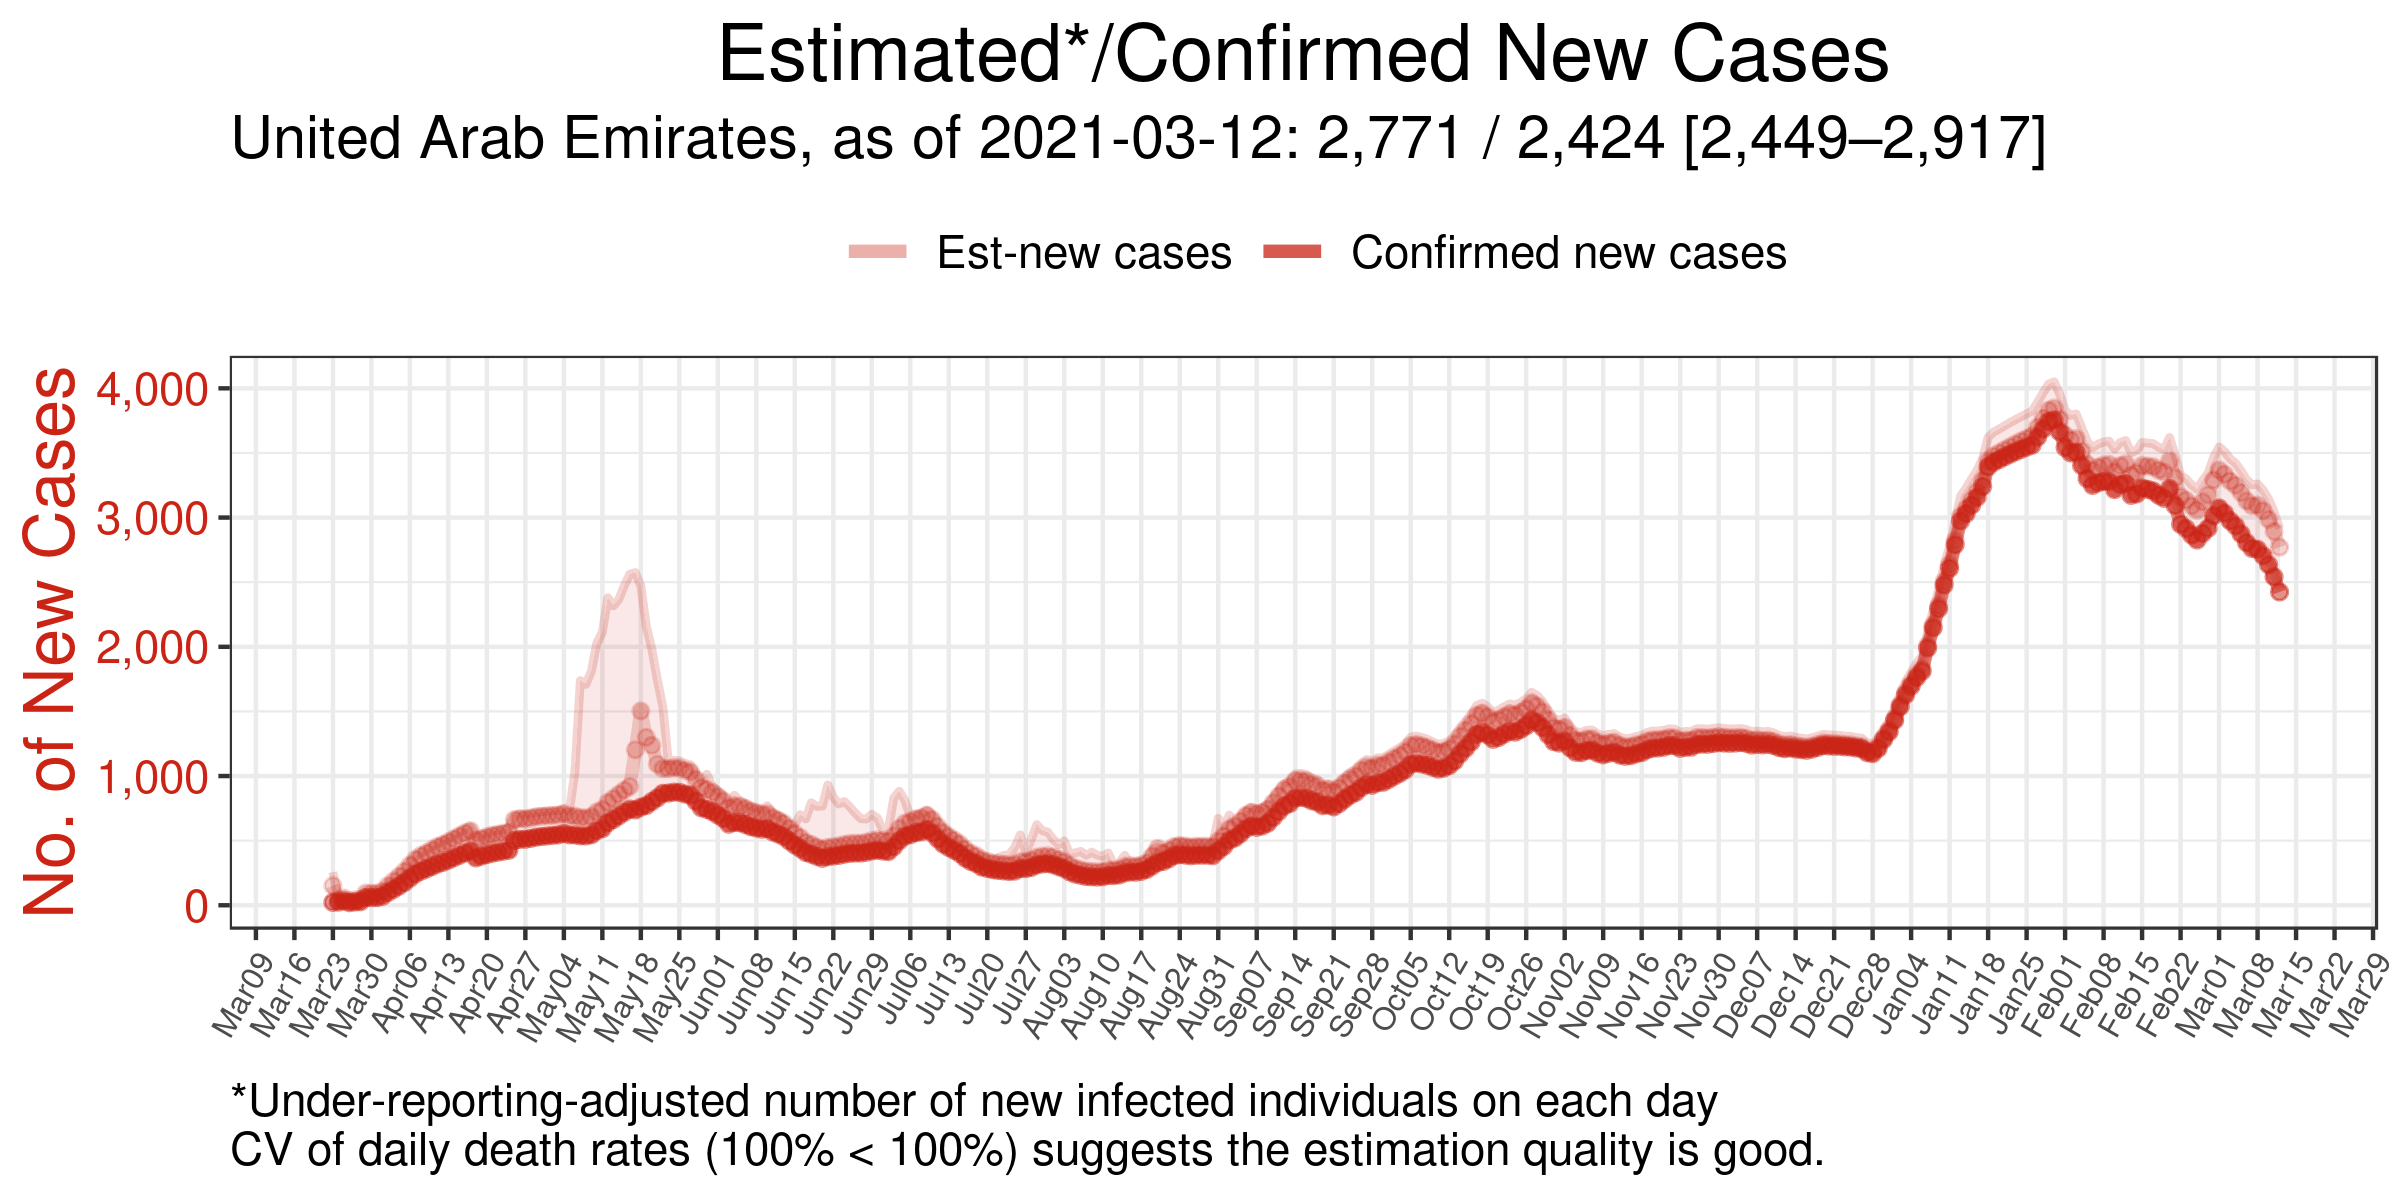 Estimated*/Confirmed New Cases
United Arab Emirates, as of 2021-03-12: 2,771 / 2,424 [2,449–2,917]
Est-new cases Confirmed new cases
No. of New Cases
4,000
3,000
2,000
1,000
0
Mar09 Mar16 Mar23 Mar30 Apr06 Apr13 Apr20 Apr27 May04 May11 May18 May25 Jun01 Jun08 Jun15 Jun22 Jun29 Jul06 Jul13 Jul20 Jul27 Aug03 Aug10 Aug17 Aug24 Aug31 Sep07 Sep14 Sep21 Sep28 Oct05 Oct12 Oct19 Oct26 Nov02 Nov09 Nov16 Nov23 Nov30 Dec07 Dec14 Dec21 Dec28 Jan04 Jan11 Jan18 Jan25 Feb01 Feb08 Feb15 Feb22 Mar01 Mar08 Mar15 Mar22 Mar29
*Under-reporting-adjusted number of new infected individuals on each day
CV of daily death rates (100% < 100%) suggests the estimation quality is good.